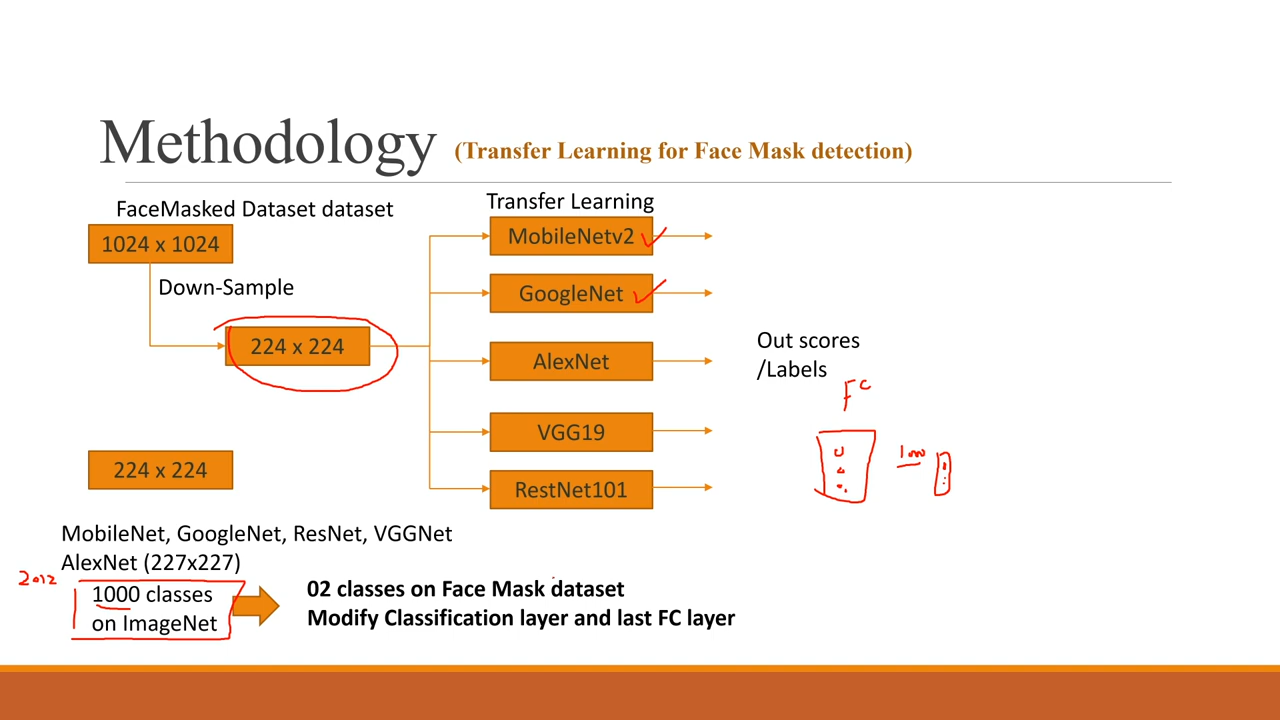 Methodology (Transfer Learning for Face Mask detection)
FaceMasked Dataset dataset
1024 x 1024
Down-Sample
224 x 224
Transfer Learning
MobileNetv2
GoogleNet
AlexNet
VGG19
RestNet101
Out scores
/Labels
FC
1000
224 x 224
MobileNet, GoogleNet, ResNet, VGGNet
AlexNet (227x227)
2012
1000 classes
on ImageNet
02 classes on Face Mask dataset
Modify Classification layer and last FC layer